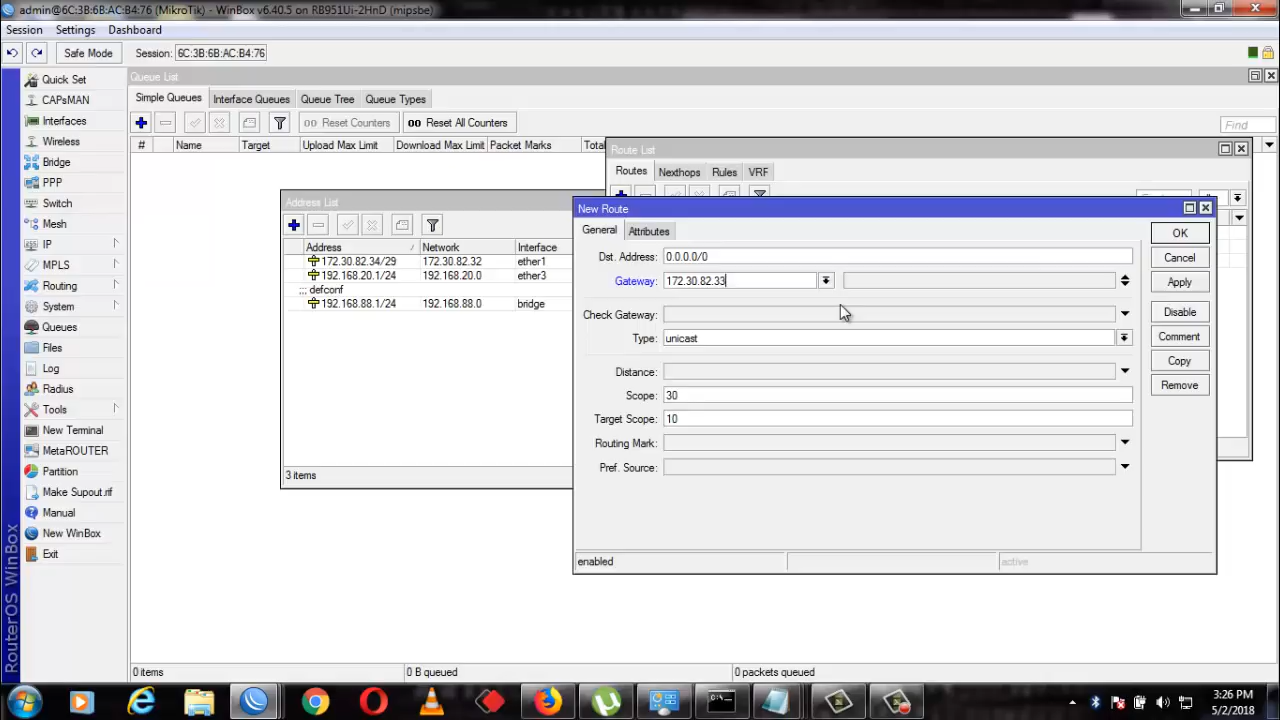 admin@6C:3B:6B:AC:B4:76 (MikroTik) - WinBox v6.40.5 on RB951Ui-2HnD (mipsbe)
Session Settings Dashboard
Safe Mode Session: 6C:3B:6B:AC:B4:76
Quick Set
CAPsMAN
Interfaces
Wireless
Bridge
PPP
Switch
Mesh
IP
MPLS
Routing
System
Queues
Files
Log
Radius
Tools
New Terminal
MetaROUTER
Partition
Make Supout.rif
Manual
New WinBox
Exit
RouterOS WinBox
Queue List
Simple Queues Interface Queues Queue Tree Queue Types
00 Reset Counters 00 Reset All Counters Find
# Name Target Upload Max Limit Download Max Limit Packet Marks
Address List
Address Network Interface
172.30.82.34/29 172.30.82.32 ether1
192.168.20.1/24 192.168.20.0 ether3
;;; defconf
192.168.88.1/24 192.168.88.0 bridge
3 items
Route List
Routes Nexthops Rules VRF
New Route
General Attributes
Dst. Address: 0.0.0.0/0
Gateway: 172.30.82.33
Check Gateway:
Type: unicast
Distance:
Scope: 30
Target Scope: 10
Routing Mark:
Pref. Source:
OK
Cancel
Apply
Disable
Comment
Copy
Remove
enabled active
0 items 0 B queued 0 packets queued
3:26 PM
5/2/2018